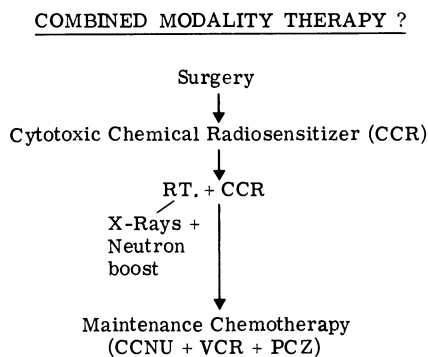 COMBINED MODALITY THERAPY ?
Surgery
Cytotoxic Chemical Radiosensitizer (CCR)
RT. + CCR
X-Rays +
Neutron
boost
Maintenance Chemotherapy
(CCNU + VCR + PCZ)